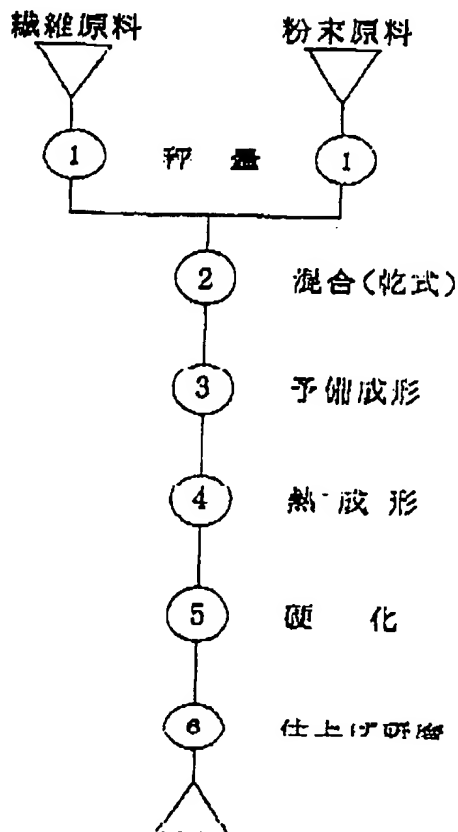 繊維原料 粉末原料
1 秤量 1
2 混合(乾式)
3 予備成形
4 熱成形
5 硬化
6 仕上げ研磨